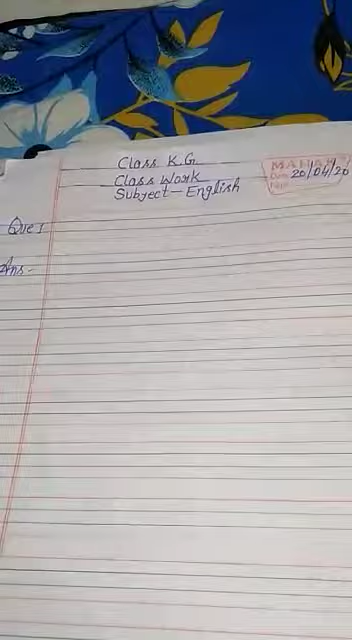 Class K.G.
Class Work
Subject - English
20/04/20
Que 1
Ans -